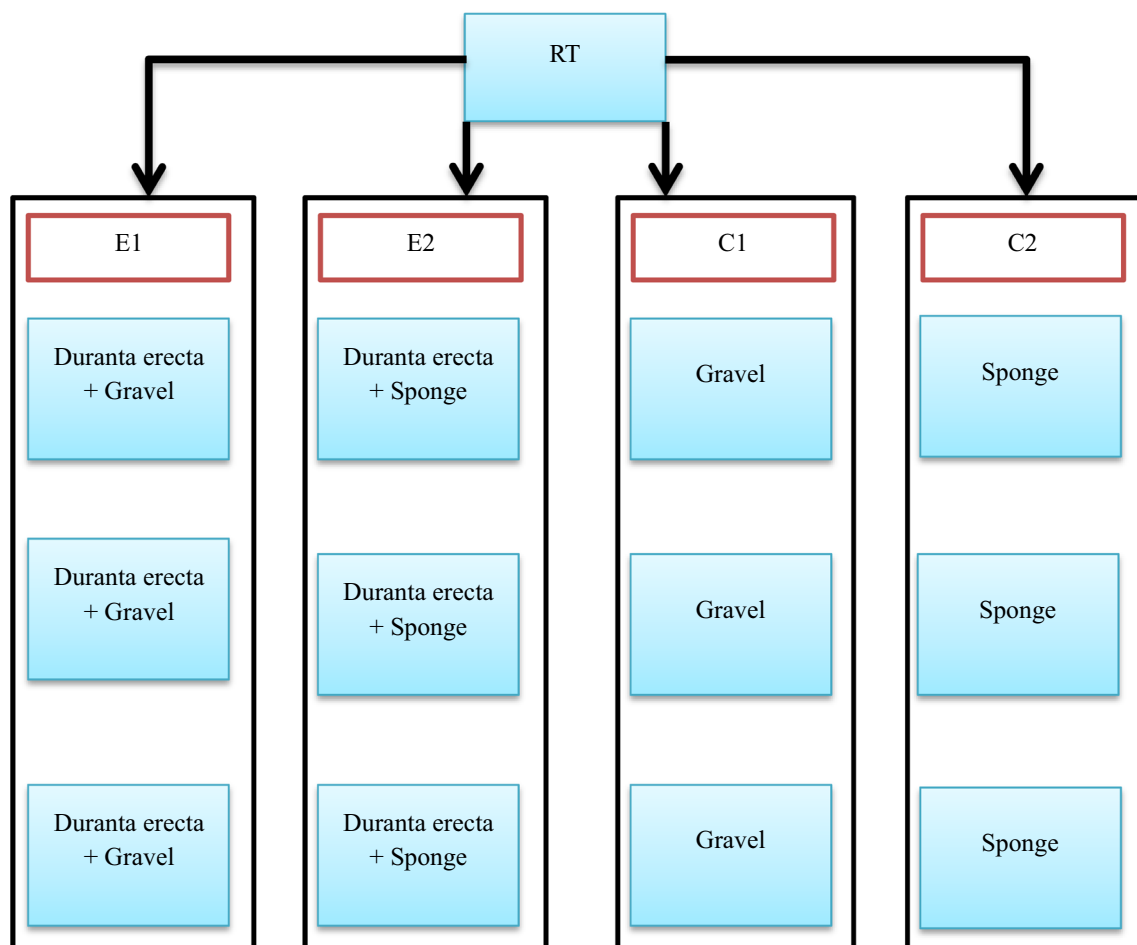 RT
E1
E2
C1
C2
Duranta erecta
+ Gravel
Duranta erecta
+ Sponge
Gravel
Sponge
Duranta erecta
+ Gravel
Duranta erecta
+ Sponge
Gravel
Sponge
Duranta erecta
+ Gravel
Duranta erecta
+ Sponge
Gravel
Sponge